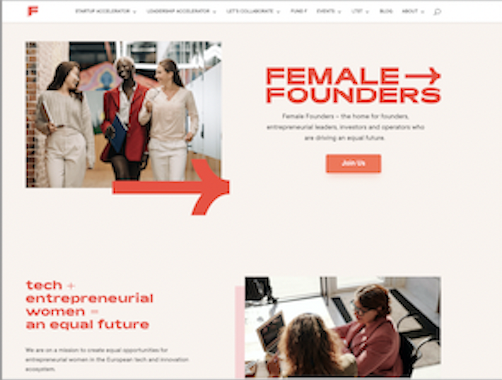 F
STARTUP ACCELERATOR LEADERSHIP ACCELERATOR LET'S COLLABORATE FUND F EVENTS BLOG ABOUT
FEMALE →
FOUNDERS
Female Founders – the home for founders,
entrepreneurial leaders, investors and operators who
are driving an equal future.
Join Us
tech +
entrepreneurial
women =
an equal future
We are on a mission to create equal opportunities for
entrepreneurial women in the European tech and innovation
ecosystem.